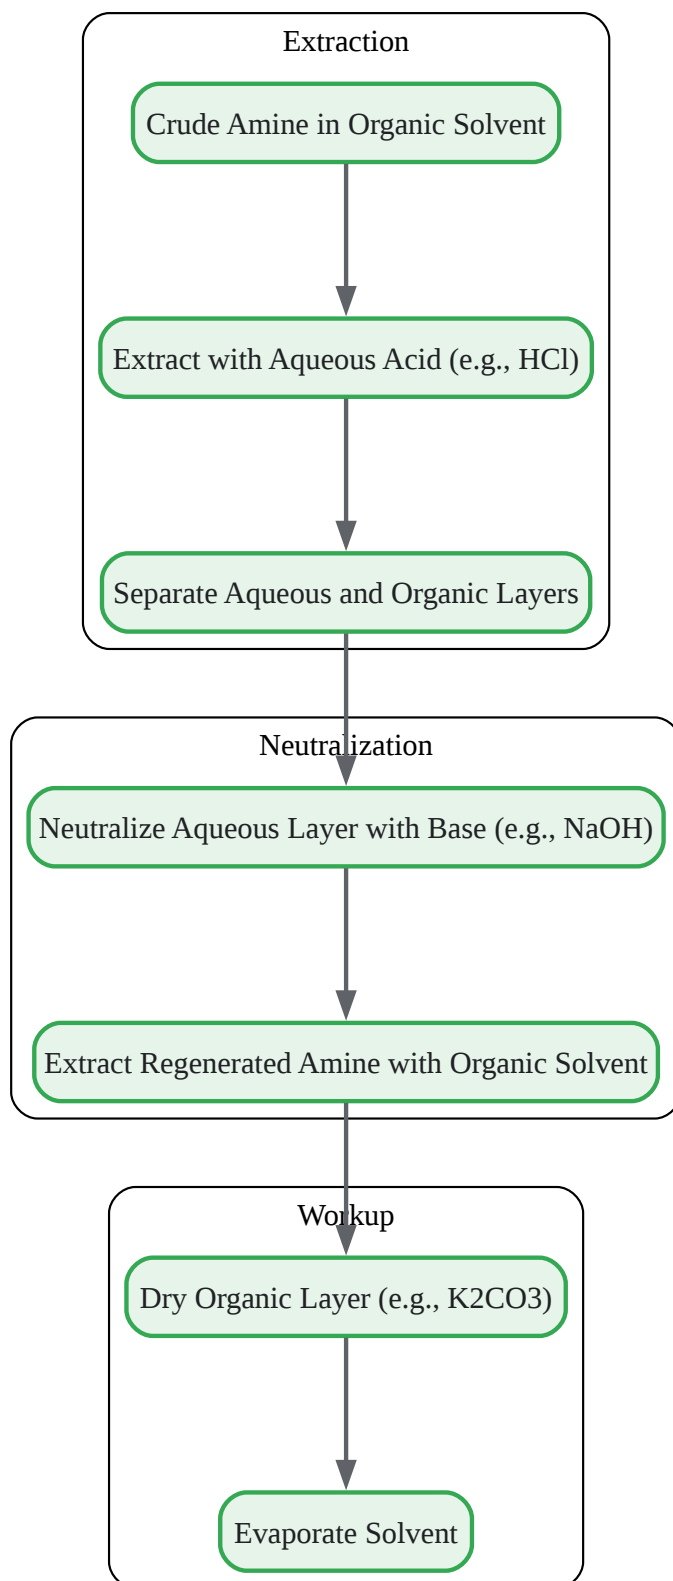 Extraction
Crude Amine in Organic Solvent
Extract with Aqueous Acid (e.g., HCl)
Separate Aqueous and Organic Layers
Neutralization
Neutralize Aqueous Layer with Base (e.g., NaOH)
Extract Regenerated Amine with Organic Solvent
Workup
Dry Organic Layer (e.g., K2CO3)
Evaporate Solvent